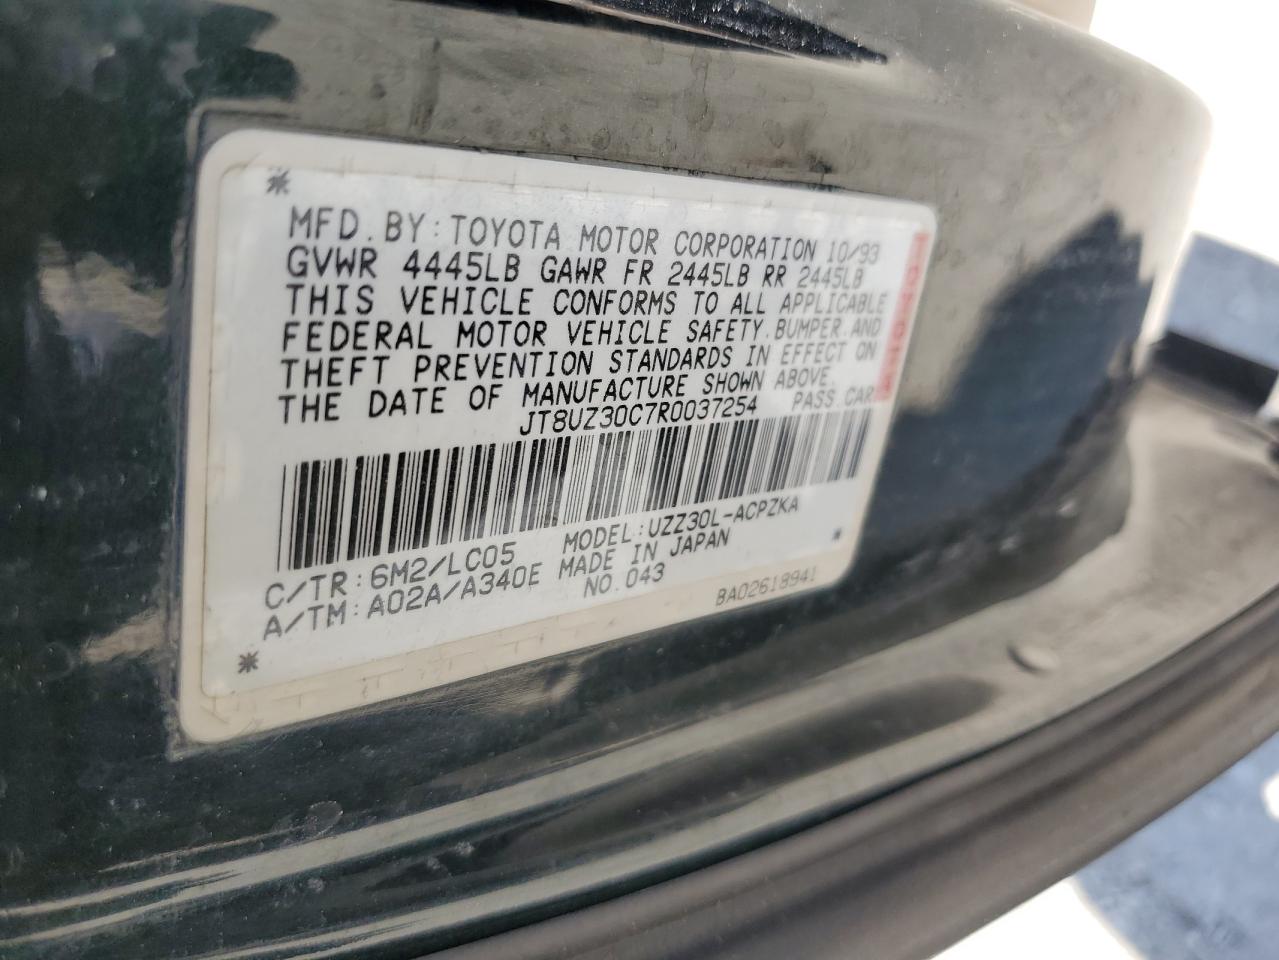 MFD. BY: TOYOTA MOTOR CORPORATION 10/93
GVWR 4445LB GAWR FR 2445LB RR 2445LB
THIS VEHICLE CONFORMS TO ALL APPLICABLE
FEDERAL MOTOR VEHICLE SAFETY. BUMPER. AND
THEFT PREVENTION STANDARDS IN EFFECT ON
THE DATE OF MANUFACTURE SHOWN ABOVE.
JT8UZ30C7R0037254 PASS. CAR
C/TR: 6M2/LC05 MODEL: UZZ30L-ACPZKA
A/TM: A02A/A340E MADE IN JAPAN
NO. 043
BA02618941